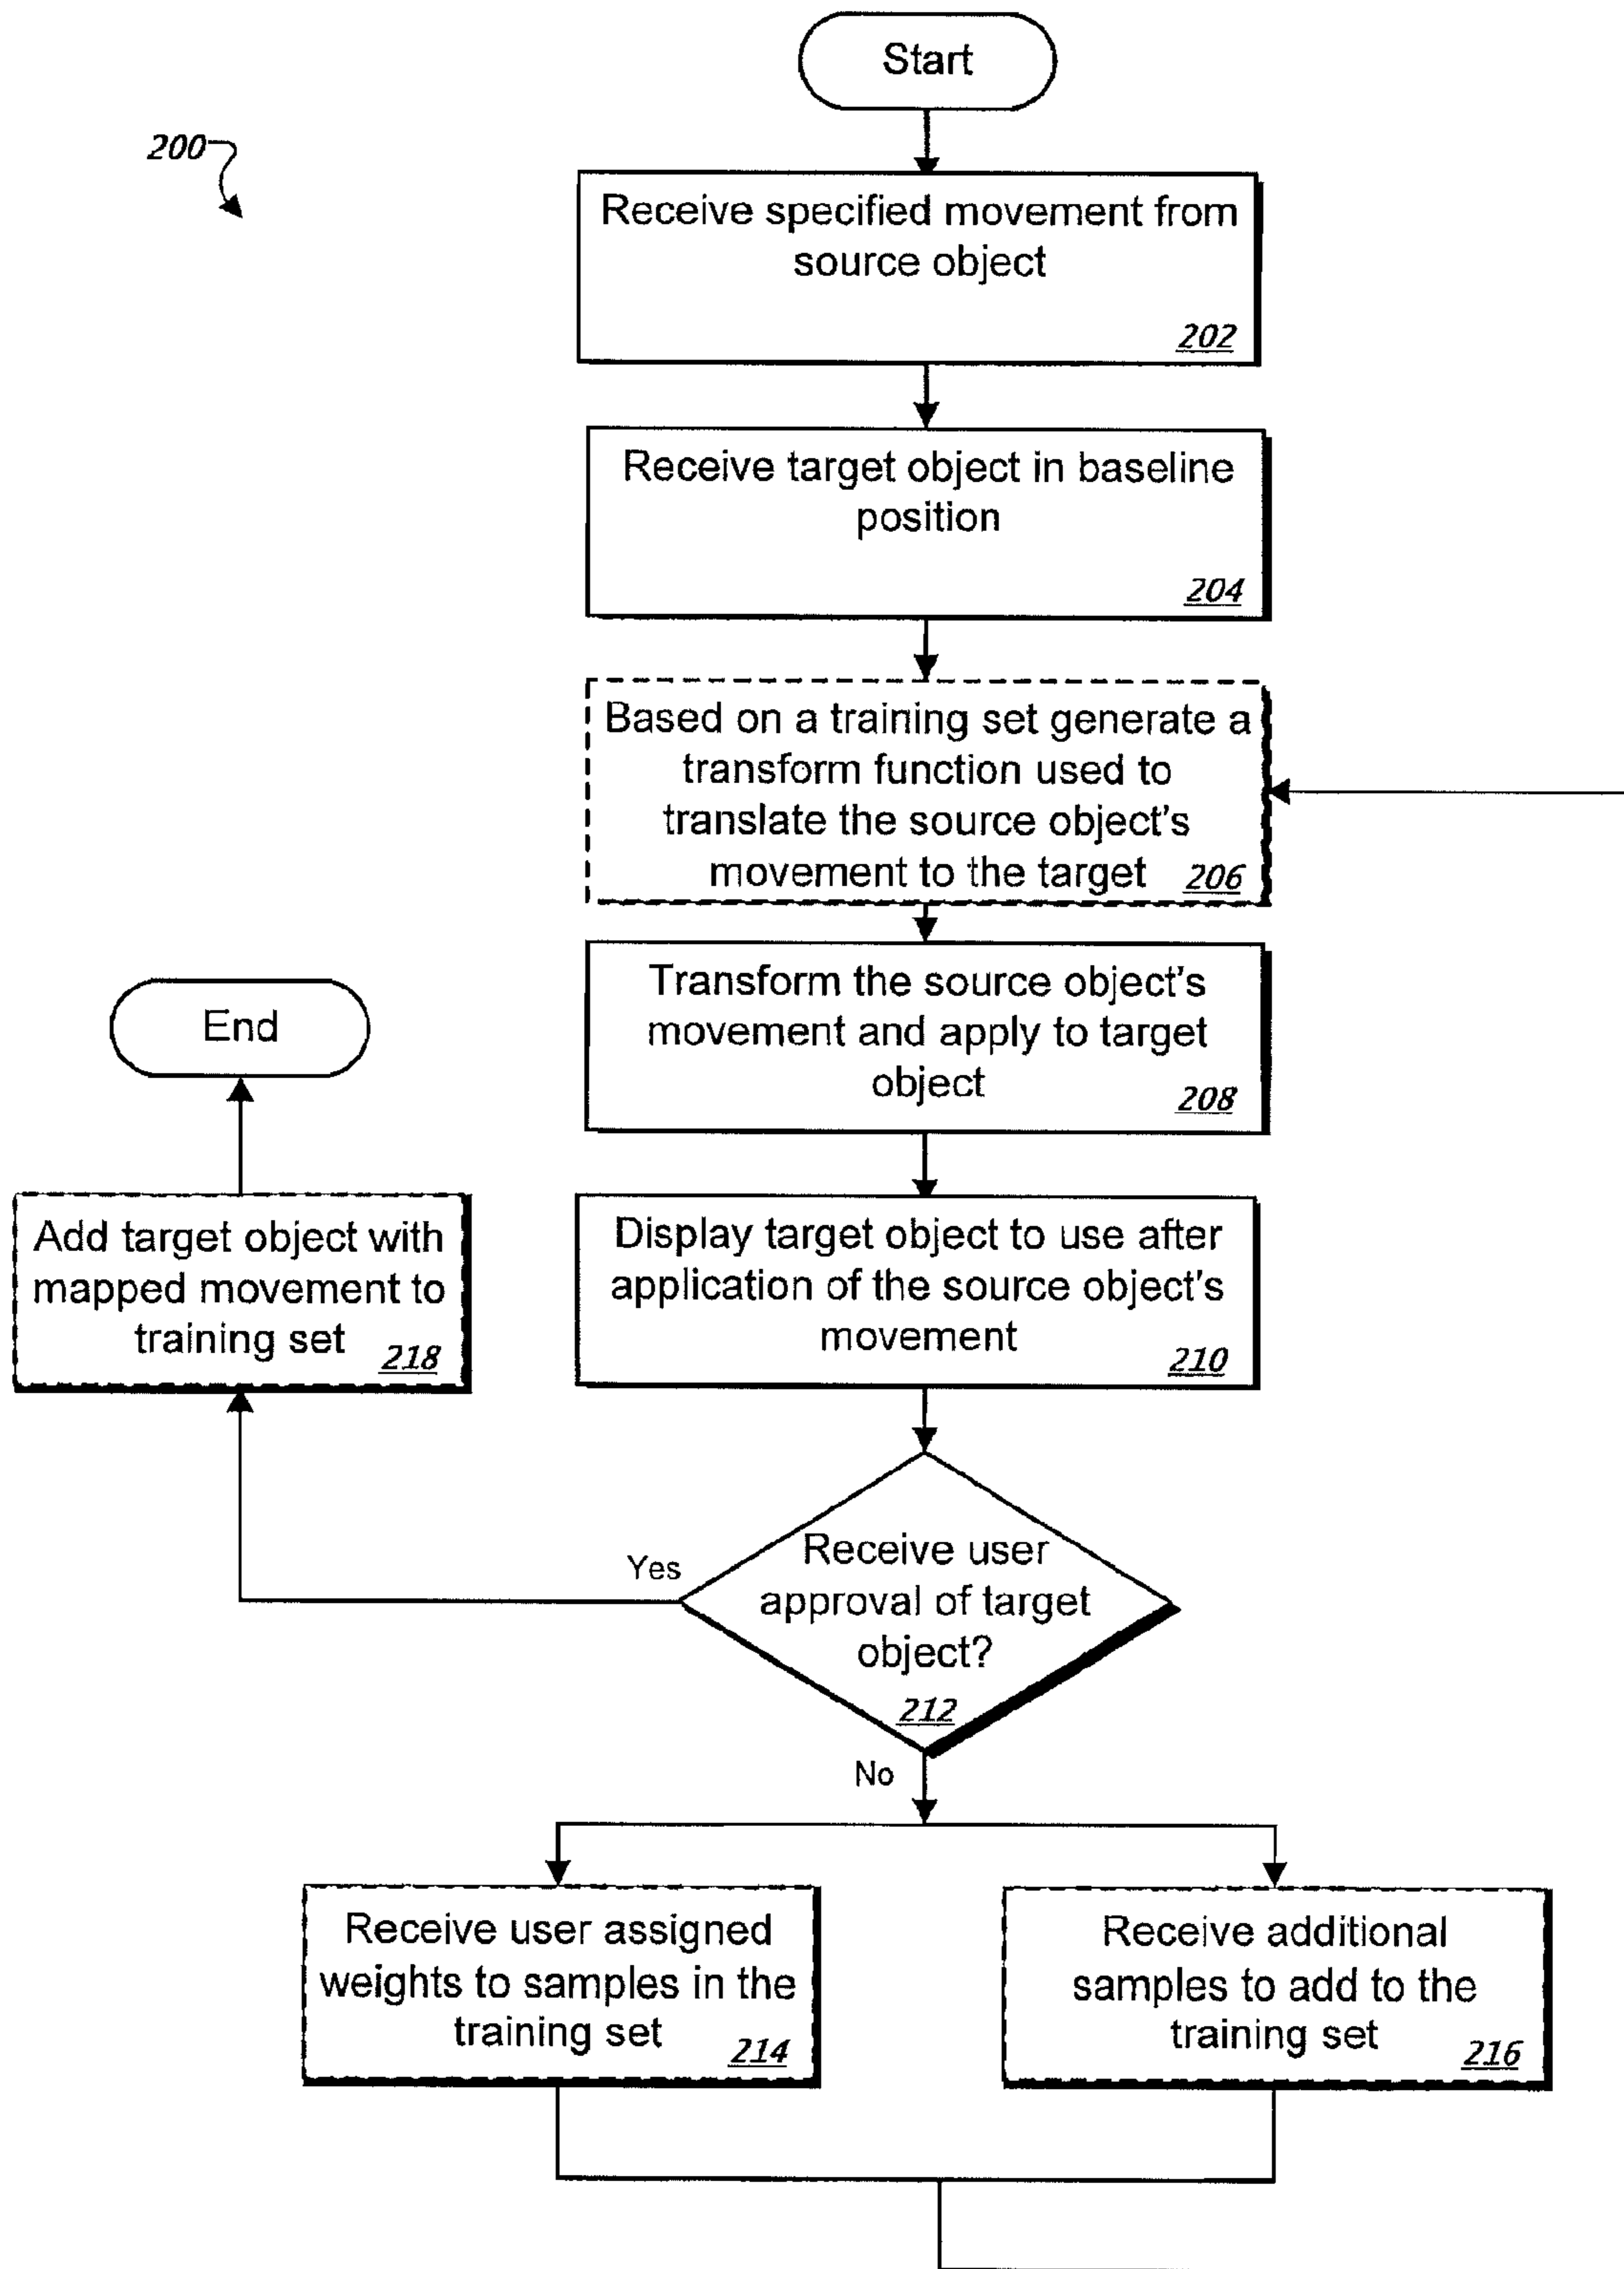 Start
200
Receive specified movement from
source object
202
Receive target object in baseline
position
204
Based on a training set generate a
transform function used to
translate the source object's
movement to the target
206
Transform the source object's
movement and apply to target
object
208
End
Add target object with
mapped movement to
training set
218
Display target object to use after
application of the source object's
movement
210
Receive user
approval of target
object?
212
Yes
No
Receive user assigned
weights to samples in the
training set
214
Receive additional
samples to add to the
training set
216